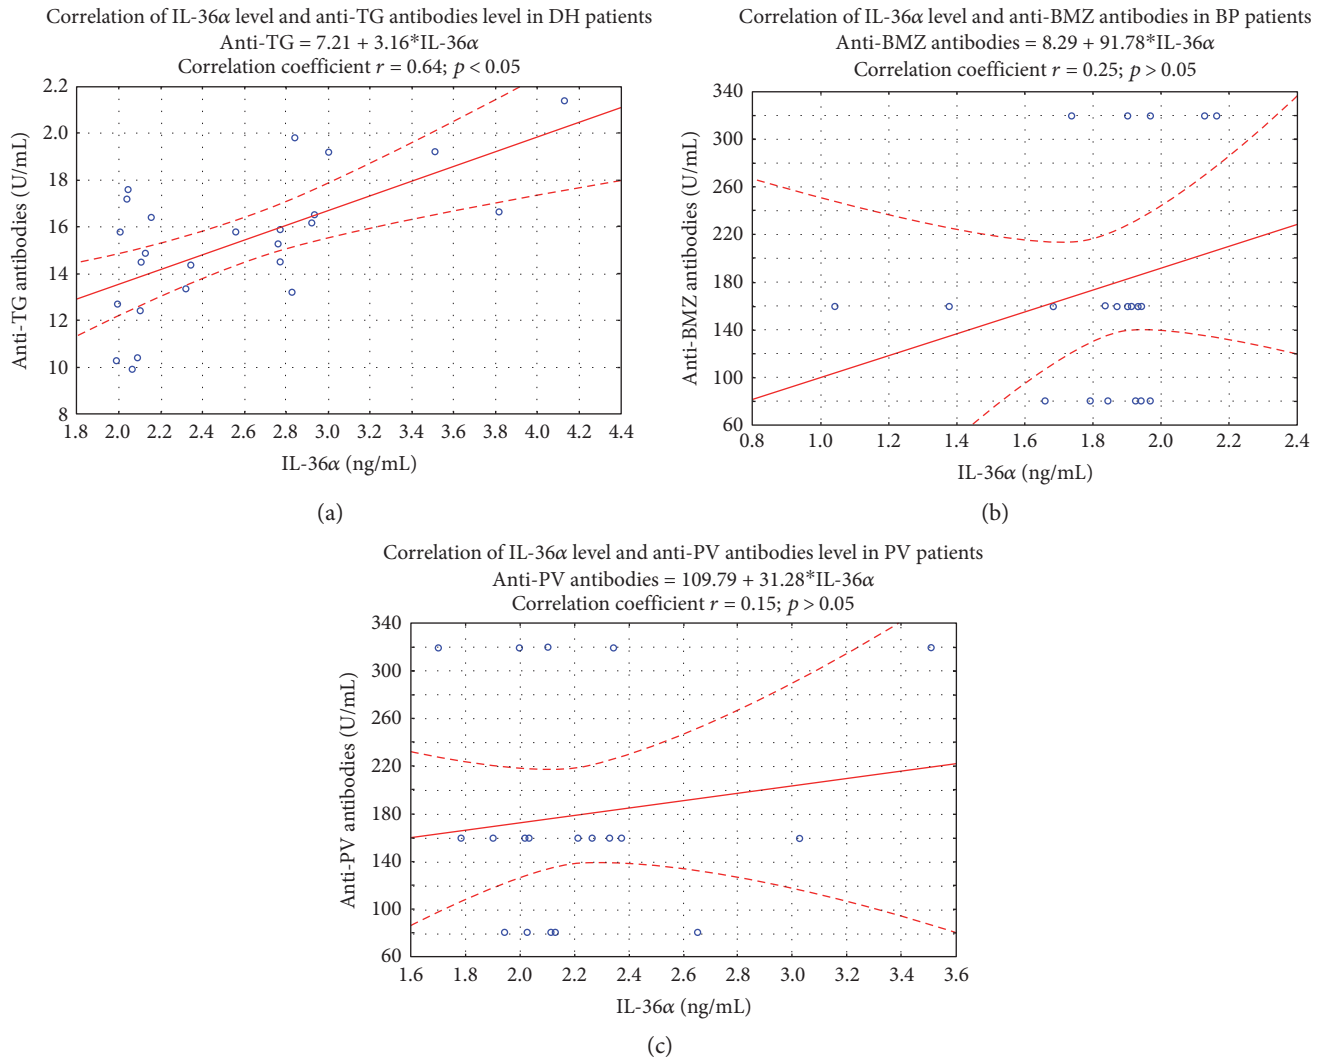 Correlation of IL-36α level and anti-TG antibodies level in DH patients
Anti-TG = 7.21 + 3.16*IL-36α
Correlation coefficient r = 0.64; p < 0.05
2.2
2.0
18
16
14
12
10
8
Anti-TG antibodies (U/mL)
1.8 2.0 2.2 2.4 2.6 2.8 3.0 3.2 3.4 3.6 3.8 4.0 4.2 4.4
IL-36α (ng/mL)
(a)
Correlation of IL-36α level and anti-BMZ antibodies in BP patients
Anti-BMZ antibodies = 8.29 + 91.78*IL-36α
Correlation coefficient r = 0.25; p > 0.05
340
300
260
220
180
140
100
60
Anti-BMZ antibodies (U/mL)
0.8 1.0 1.4 1.6 1.8 2.0 2.2 2.4
IL-36α (ng/mL)
(b)
Correlation of IL-36α level and anti-PV antibodies level in PV patients
Anti-PV antibodies = 109.79 + 31.28*IL-36α
Correlation coefficient r = 0.15; p > 0.05
340
300
260
220
180
140
100
60
Anti-PV antibodies (U/mL)
1.6 1.8 2.0 2.2 2.4 2.6 2.8 3.0 3.2 3.4 3.6
IL-36α (ng/mL)
(c)